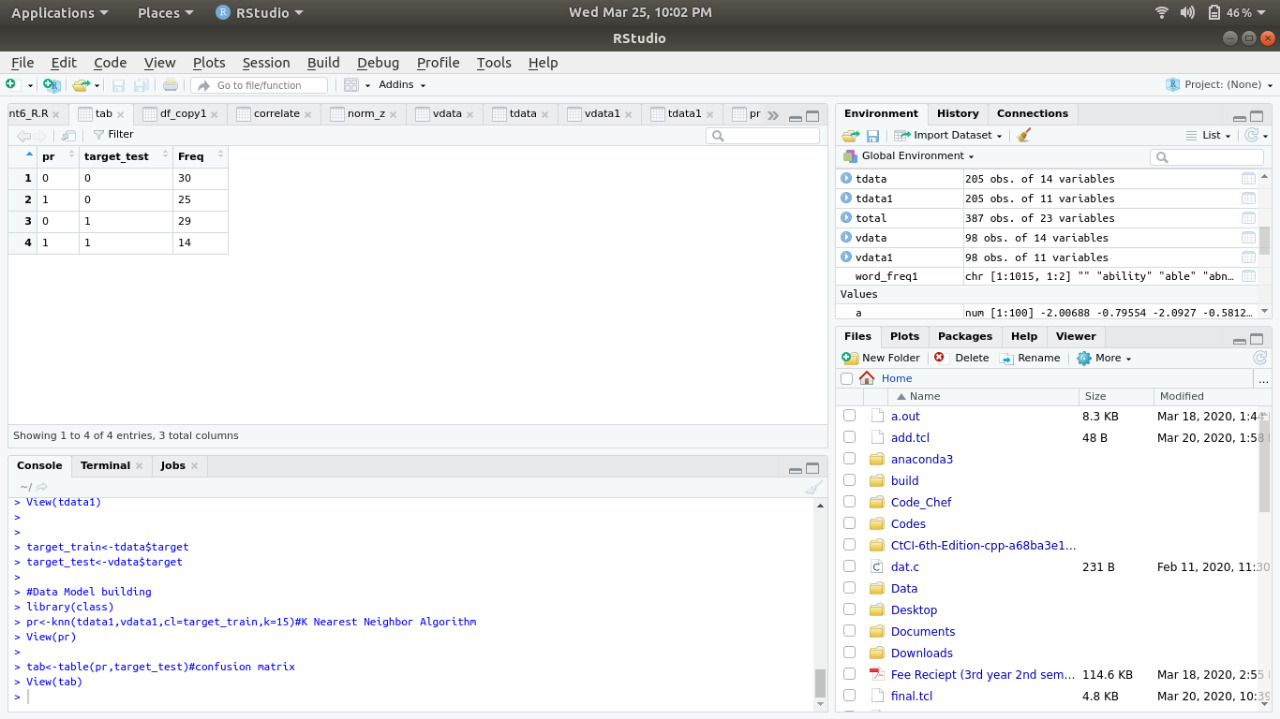 Applications Places RStudio Wed Mar 25, 10:02 PM 46 %
RStudio
File Edit Code View Plots Session Build Debug Profile Tools Help
Go to file/function Addins Project: (None)
nt6_R.R tab df_copy1 correlate norm_z vdata tdata vdata1 tdata1 pr
Filter
pr target_test Freq
1 0 0 30
2 1 0 25
3 0 1 29
4 1 1 14
Showing 1 to 4 of 4 entries, 3 total columns
Console Terminal Jobs
~/
> View(tdata1)
>
>
> target_train<-tdata$target
> target_test<-vdata$target
>
> #Data Model building
> library(class)
> pr<-knn(tdata1,vdata1,cl=target_train,k=15)#K Nearest Neighbor Algorithm
> View(pr)
>
> tab<-table(pr,target_test)#confusion matrix
> View(tab)
>
Environment History Connections
Import Dataset List
Global Environment
tdata 205 obs. of 14 variables
tdata1 205 obs. of 11 variables
total 387 obs. of 23 variables
vdata 98 obs. of 14 variables
vdata1 98 obs. of 11 variables
word_freq1 chr [1:1015, 1:2] "" "ability" "able" "abn…
Values
a num [1:100] -2.00688 -0.79554 -2.0927 -0.5812…
Files Plots Packages Help Viewer
New Folder Delete Rename More
Home ...
Name Size Modified
a.out 8.3 KB Mar 18, 2020, 1:44
add.tcl 48 B Mar 20, 2020, 1:58
anaconda3
build
Code_Chef
Codes
CtCI-6th-Edition-cpp-a68ba3e1...
dat.c 231 B Feb 11, 2020, 11:30
Data
Desktop
Documents
Downloads
Fee Reciept (3rd year 2nd sem... 114.6 KB Mar 18, 2020, 2:55
final.tcl 4.8 KB Mar 20, 2020, 10:39